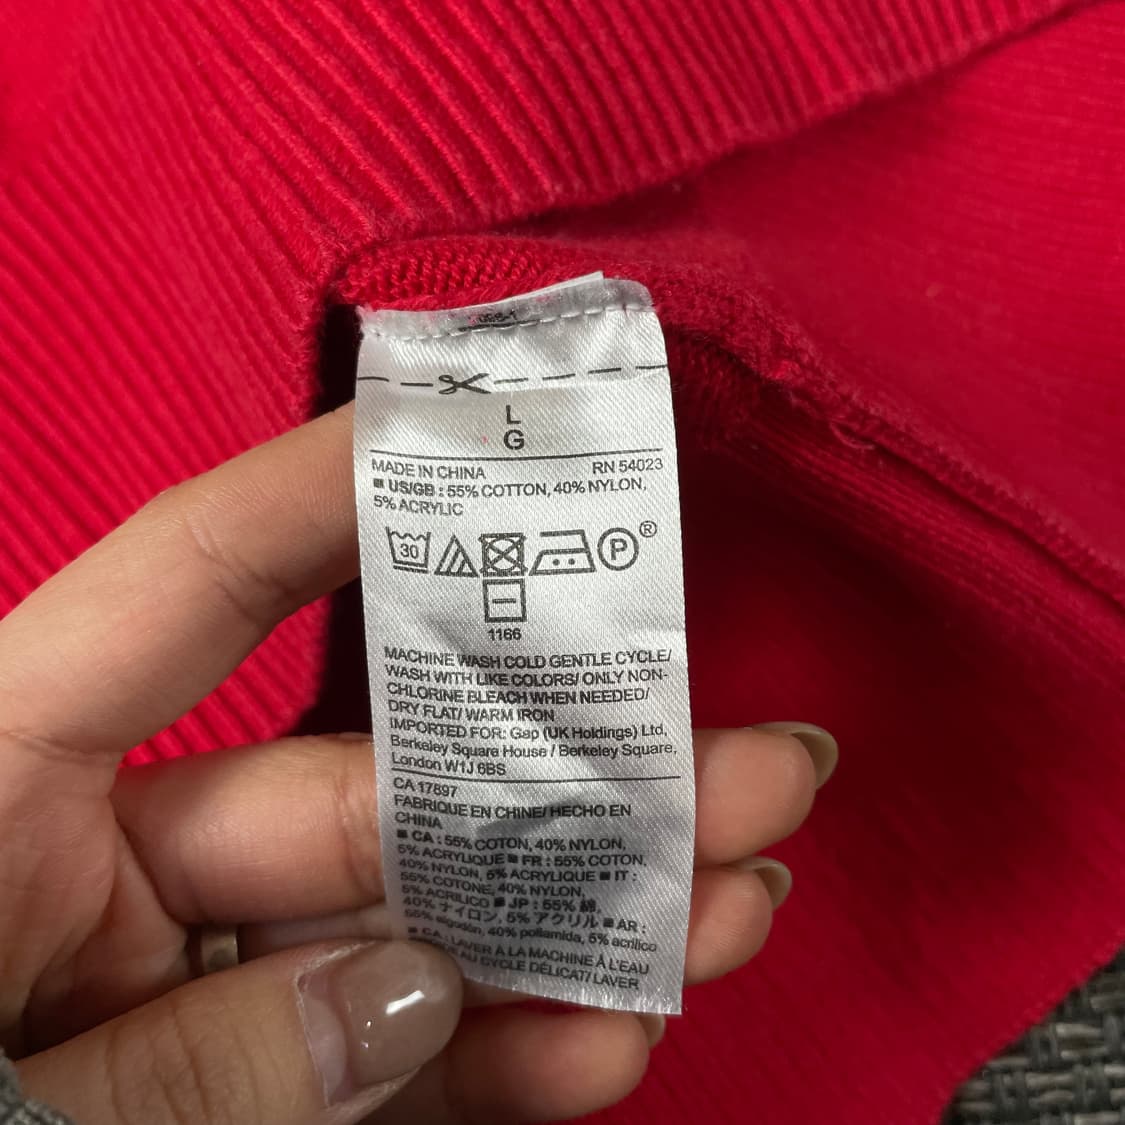 L
G
MADE IN CHINA RN 54023
■ US/GB : 55% COTTON, 40% NYLON,
5% ACRYLIC
30 P ®
1166
MACHINE WASH COLD GENTLE CYCLE/
WASH WITH LIKE COLORS/ ONLY NON-
CHLORINE BLEACH WHEN NEEDED/
DRY FLAT/ WARM IRON
IMPORTED FOR: Gap (UK Holdings) Ltd,
Berkeley Square House / Berkeley Square,
London W1J 6BS
CA 17897
FABRIQUE EN CHINE/ HECHO EN
CHINA
■ CA : 55% COTON, 40% NYLON,
5% ACRYLIQUE ■ FR : 55% COTON,
40% NYLON, 5% ACRYLIQUE ■ IT :
55% COTONE, 40% NYLON,
5% ACRILICO ■ JP : 55% 綿,
40% ナイロン, 5% アクリル ■ AR :
55% algodón, 40% poliamida, 5% acrílico
■ CA : LAVER À LA MACHINE À L'EAU
CYCLE DÉLICAT/ LAVER